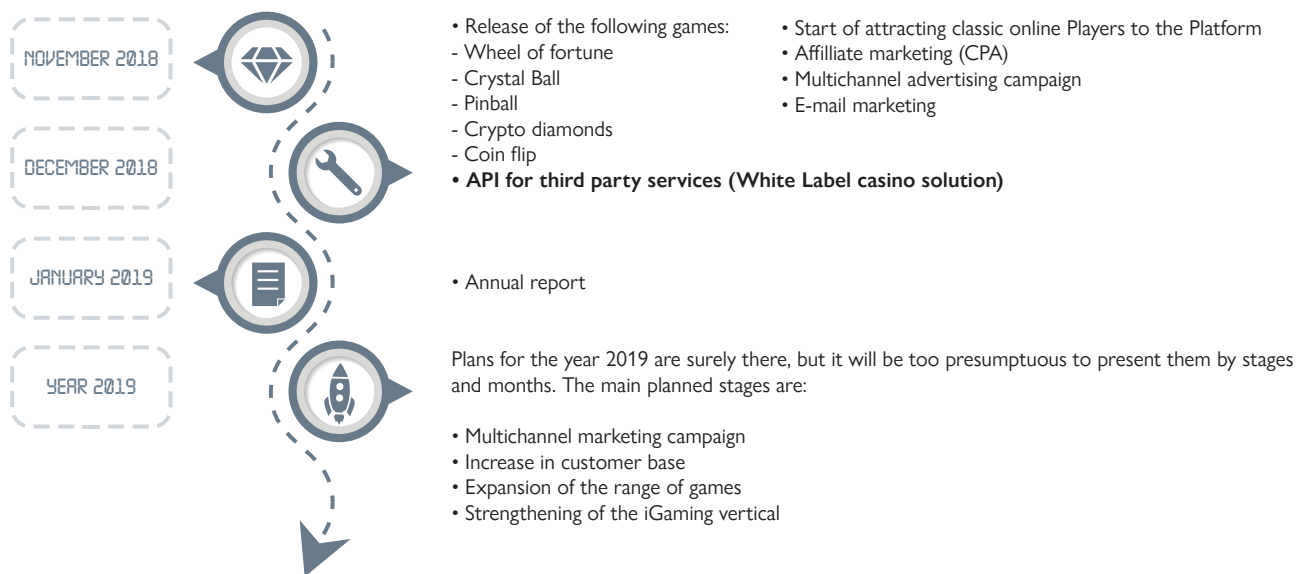 NOVEMBER 2018
• Release of the following games:
- Wheel of fortune
- Crystal Ball
- Pinball
- Crypto diamonds
- Coin flip
• Start of attracting classic online Players to the Platform
• Affilliate marketing (CPA)
• Multichannel advertising campaign
• E-mail marketing
DECEMBER 2018
• API for third party services (White Label casino solution)
JANUARY 2019
• Annual report
YEAR 2019
Plans for the year 2019 are surely there, but it will be too presumptuous to present them by stages
and months. The main planned stages are:
• Multichannel marketing campaign
• Increase in customer base
• Expansion of the range of games
• Strengthening of the iGaming vertical